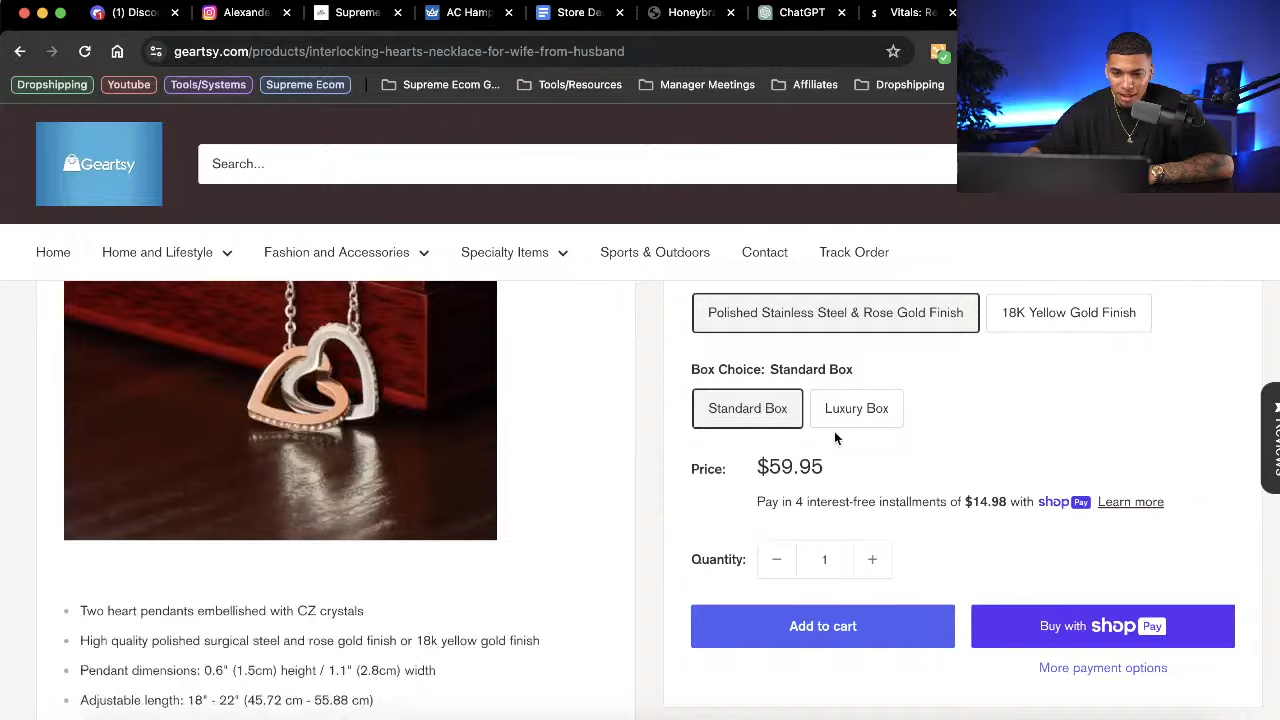 (1) Disco
Alexande
Supreme
AC Hamp
Store De
Honeybra
ChatGPT
Vitals: Re
geartsy.com/products/interlocking-hearts-necklace-for-wife-from-husband
Dropshipping
Youtube
Tools/Systems
Supreme Ecom
Supreme Ecom G...
Tools/Resources
Manager Meetings
Affiliates
Dropshipping
Geartsy
Search...
Home
Home and Lifestyle
Fashion and Accessories
Specialty Items
Sports & Outdoors
Contact
Track Order
Polished Stainless Steel & Rose Gold Finish
18K Yellow Gold Finish
Box Choice: Standard Box
Standard Box
Luxury Box
Price: $59.95
Pay in 4 interest-free installments of $14.98 with shop Pay Learn more
Quantity: − 1 +
Add to cart
Buy with shop Pay
More payment options
Two heart pendants embellished with CZ crystals
High quality polished surgical steel and rose gold finish or 18k yellow gold finish
Pendant dimensions: 0.6" (1.5cm) height / 1.1" (2.8cm) width
Adjustable length: 18" - 22" (45.72 cm - 55.88 cm)
Reviews